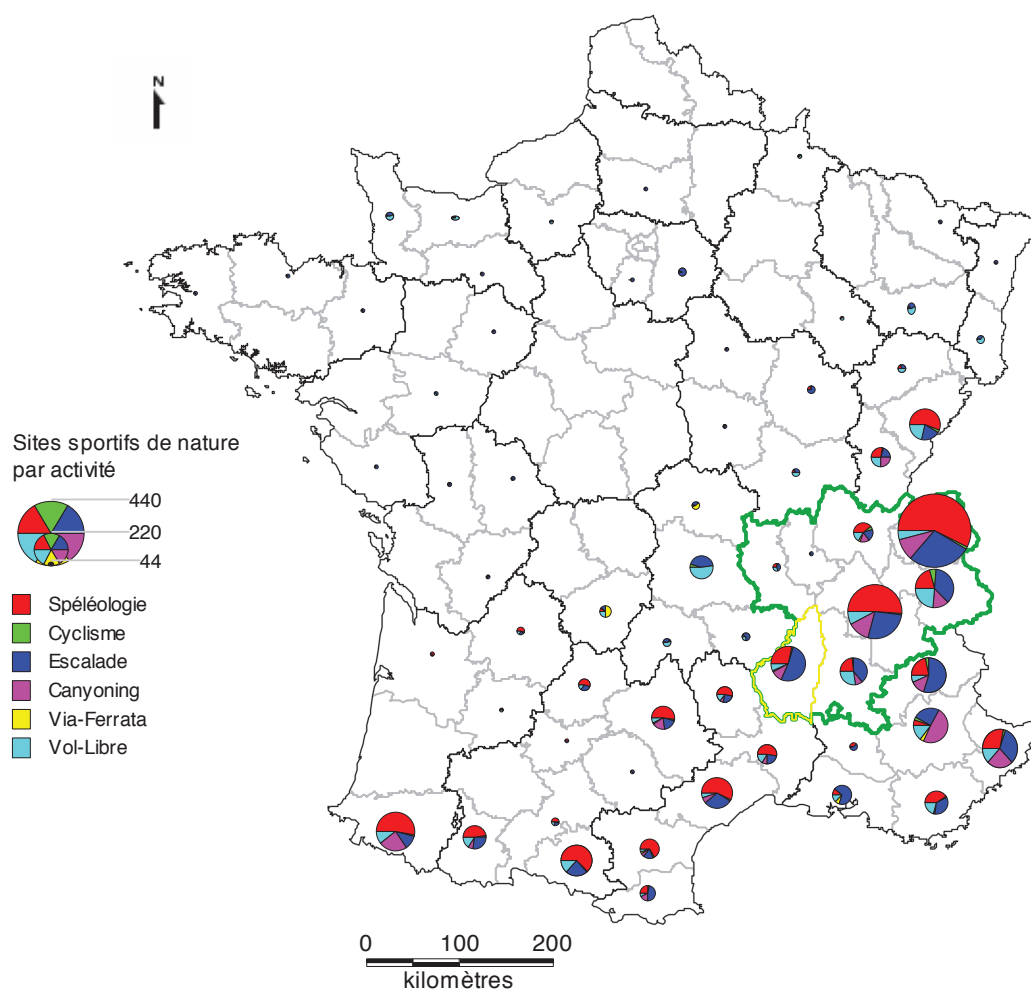 N
Sites sportifs de nature
par activité
440
220
44
Spéléologie
Cyclisme
Escalade
Canyoning
Via-Ferrata
Vol-Libre
0 100 200
kilomètres